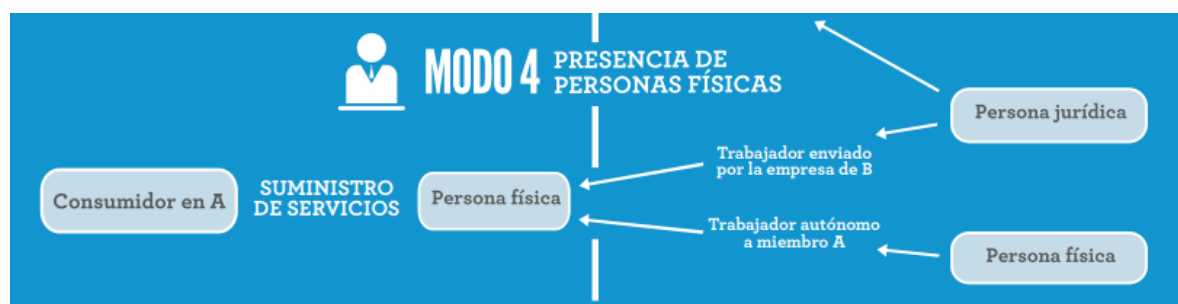 MODO 4 PRESENCIA DE
PERSONAS FÍSICAS
Persona jurídica
Trabajador enviado
por la empresa de B
Consumidor en A
SUMINISTRO
DE SERVICIOS
Persona física
Trabajador autónomo
a miembro A
Persona física